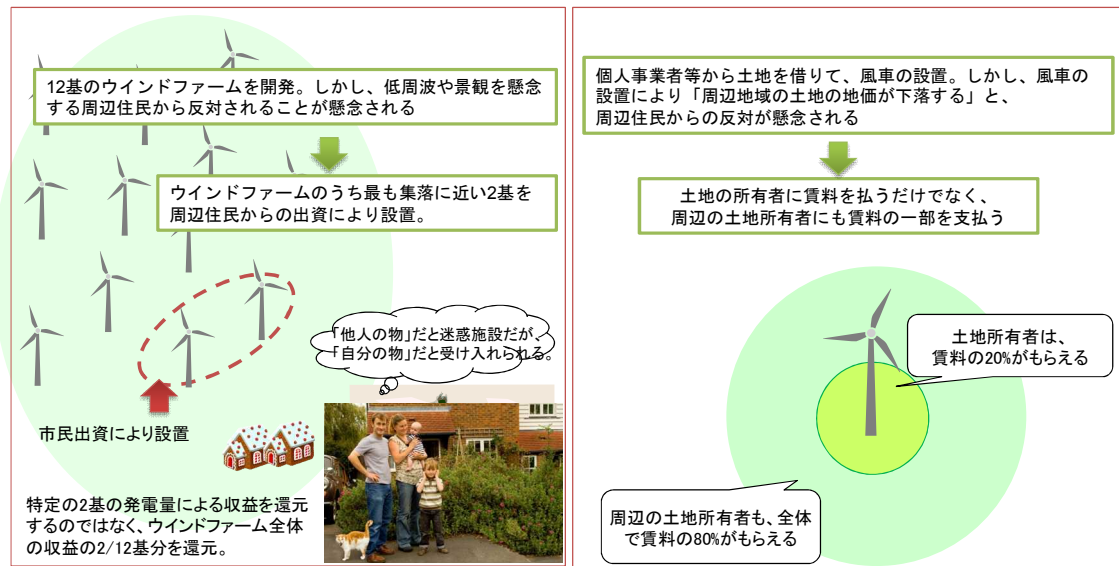 12基のウインドファームを開発。しかし、低周波や景観を懸念
する周辺住民から反対されることが懸念される
ウインドファームのうち最も集落に近い2基を
周辺住民からの出資により設置。
「他人の物」だと迷惑施設だが、
「自分の物」だと受け入れられる。
市民出資により設置
特定の2基の発電量による収益を還元
するのではなく、ウインドファーム全体
の収益の2/12基分を還元。
個人事業者等から土地を借りて、風車の設置。しかし、風車の
設置により「周辺地域の土地の地価が下落する」と、
周辺住民からの反対が懸念される
土地の所有者に賃料を払うだけでなく、
周辺の土地所有者にも賃料の一部を支払う
土地所有者は、
賃料の20%がもらえる
周辺の土地所有者も、全体
で賃料の80%がもらえる